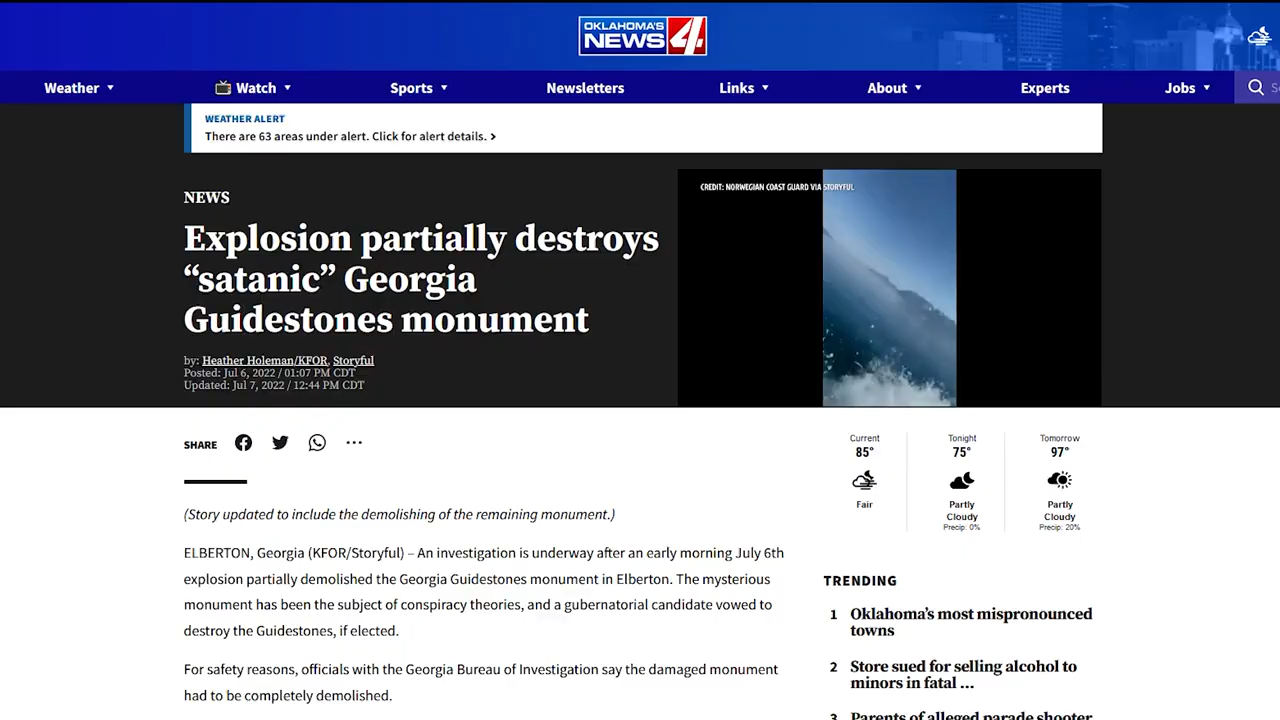 OKLAHOMA'S
NEWS 4
Weather
Watch
Sports
Newsletters
Links
About
Experts
Jobs
WEATHER ALERT
There are 63 areas under alert. Click for alert details.
NEWS
Explosion partially destroys
“satanic” Georgia
Guidestones monument
by: Heather Holeman/KFOR, Storyful
Posted: Jul 6, 2022 / 01:07 PM CDT
Updated: Jul 7, 2022 / 12:44 PM CDT
CREDIT: NORWEGIAN COAST GUARD VIA STORYFUL
SHARE
(Story updated to include the demolishing of the remaining monument.)
ELBERTON, Georgia (KFOR/Storyful) – An investigation is underway after an early morning July 6th
explosion partially demolished the Georgia Guidestones monument in Elberton. The mysterious
monument has been the subject of conspiracy theories, and a gubernatorial candidate vowed to
destroy the Guidestones, if elected.
For safety reasons, officials with the Georgia Bureau of Investigation say the damaged monument
had to be completely demolished.
Current
85°
Fair
Tonight
75°
Partly
Cloudy
Precip: 0%
Tomorrow
97°
Partly
Cloudy
Precip: 20%
TRENDING
1 Oklahoma’s most mispronounced
towns
2 Store sued for selling alcohol to
minors in fatal …
3 Parents of alleged parade shooter